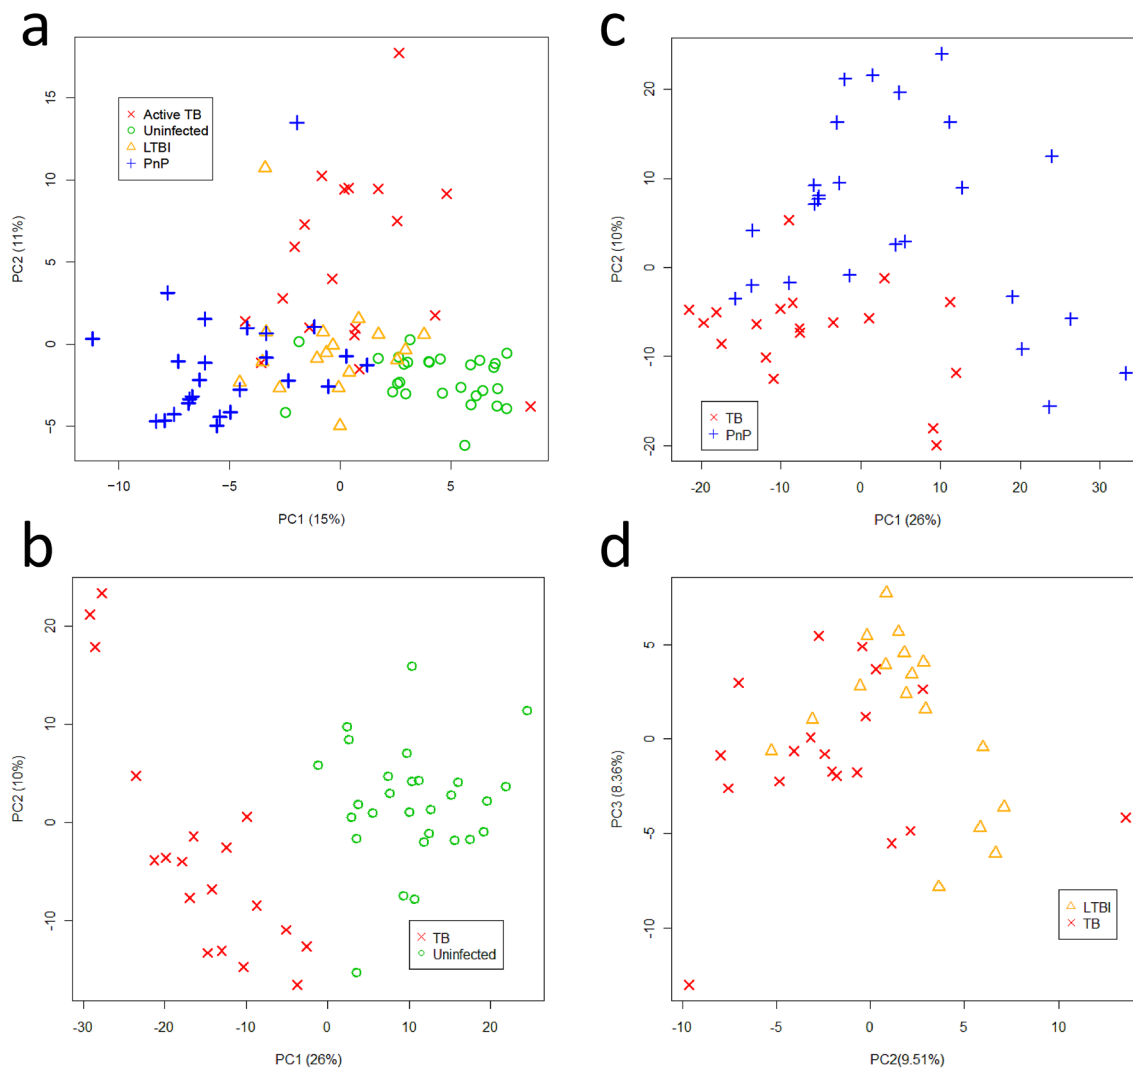 a
15
10
5
0
-5
PC2 (11%)
Active TB
Uninfected
LTBI
PnP
-10
-5
0
5
PC1 (15%)
c
20
10
0
-10
-20
PC2 (10%)
TB
PnP
-20
-10
0
10
20
30
PC1 (26%)
b
20
10
0
-10
PC2 (10%)
TB
Uninfected
-30
-20
-10
0
10
20
PC1 (26%)
d
5
0
-5
-10
PC3 (8.36%)
LTBI
TB
-10
-5
0
5
10
PC2(9.51%)